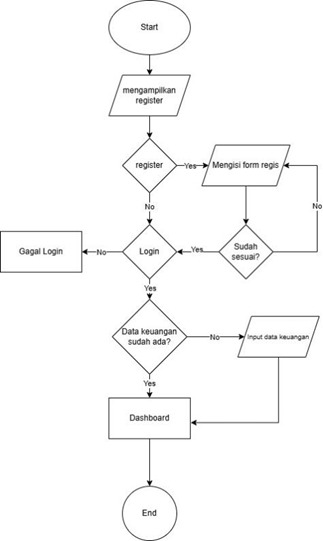 Start
mengampilkan
register
register
Yes
Mengisi form regis
No
No
Gagal Login
No
Login
Yes
Sudah
sesuai?
Yes
Data keuangan
sudah ada?
No
Input data keuangan
Yes
Dashboard
End